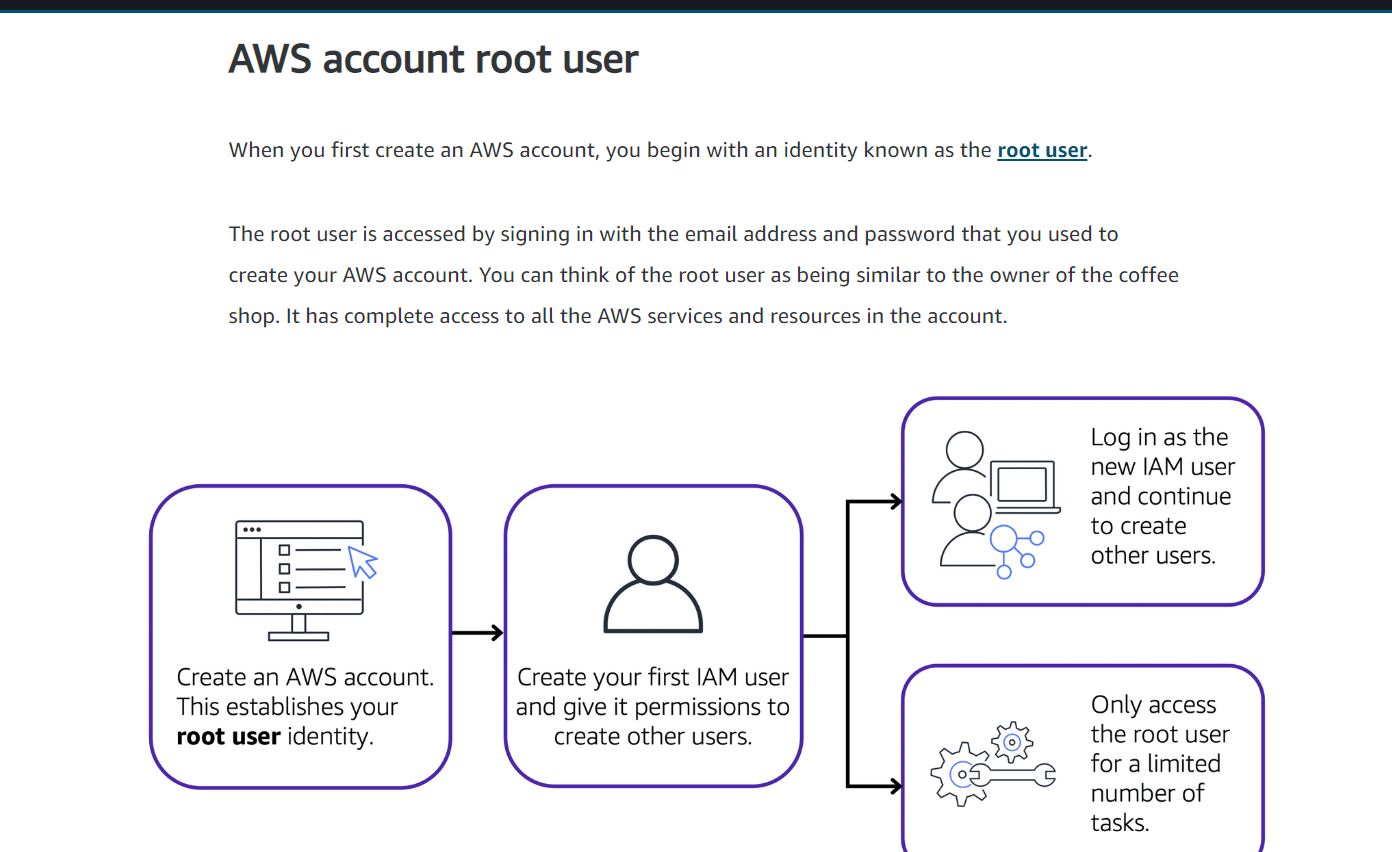 AWS account root user
When you first create an AWS account, you begin with an identity known as the root user.
The root user is accessed by signing in with the email address and password that you used to
create your AWS account. You can think of the root user as being similar to the owner of the coffee
shop. It has complete access to all the AWS services and resources in the account.
Create an AWS account.
This establishes your
root user identity.
Create your first IAM user
and give it permissions to
create other users.
Log in as the
new IAM user
and continue
to create
other users.
Only access
the root user
for a limited
number of
tasks.